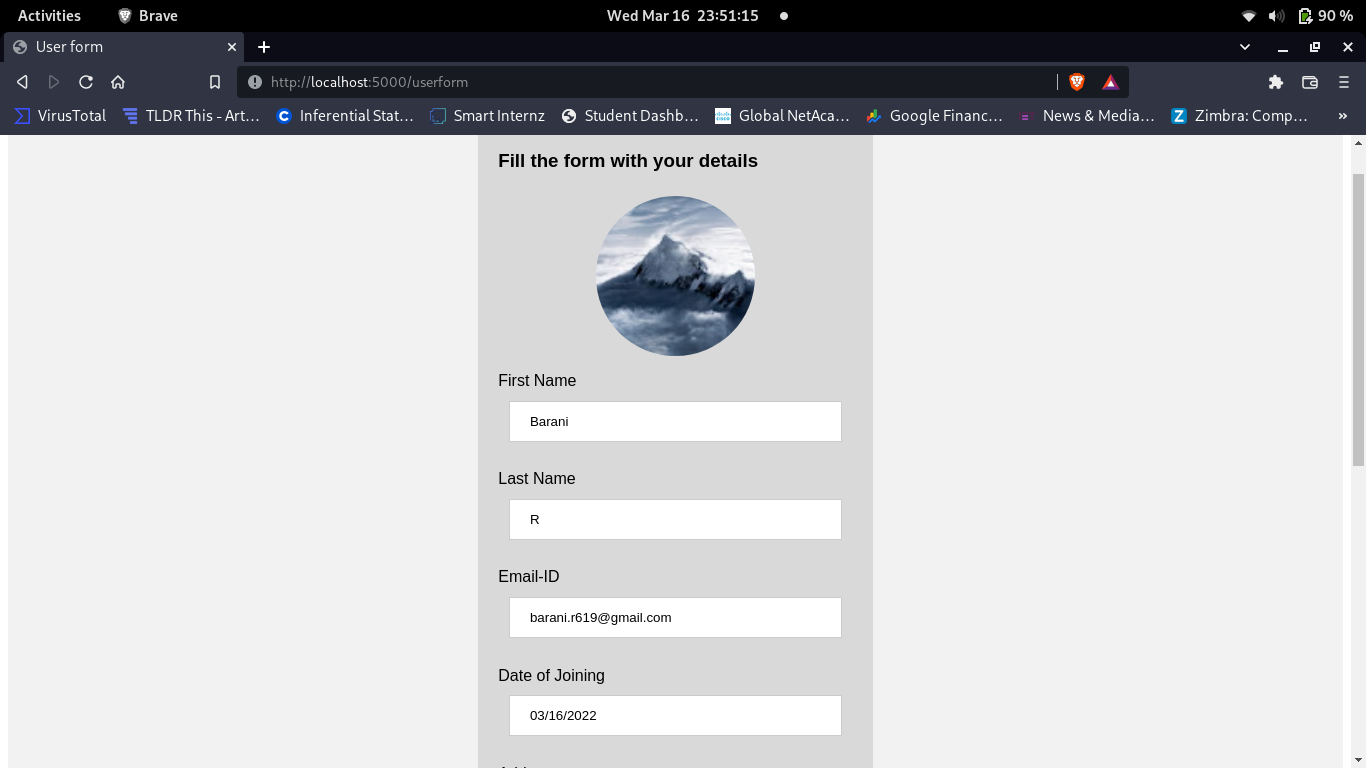 Activities Brave Wed Mar 16 23:51:15 90 %
User form
http://localhost:5000/userform
VirusTotal TLDR This - Art... Inferential Stat... Smart Internz Student Dashb... Global NetAca... Google Financ... News & Media... Zimbra: Comp... »
Fill the form with your details
First Name
Barani
Last Name
R
Email-ID
barani.r619@gmail.com
Date of Joining
03/16/2022